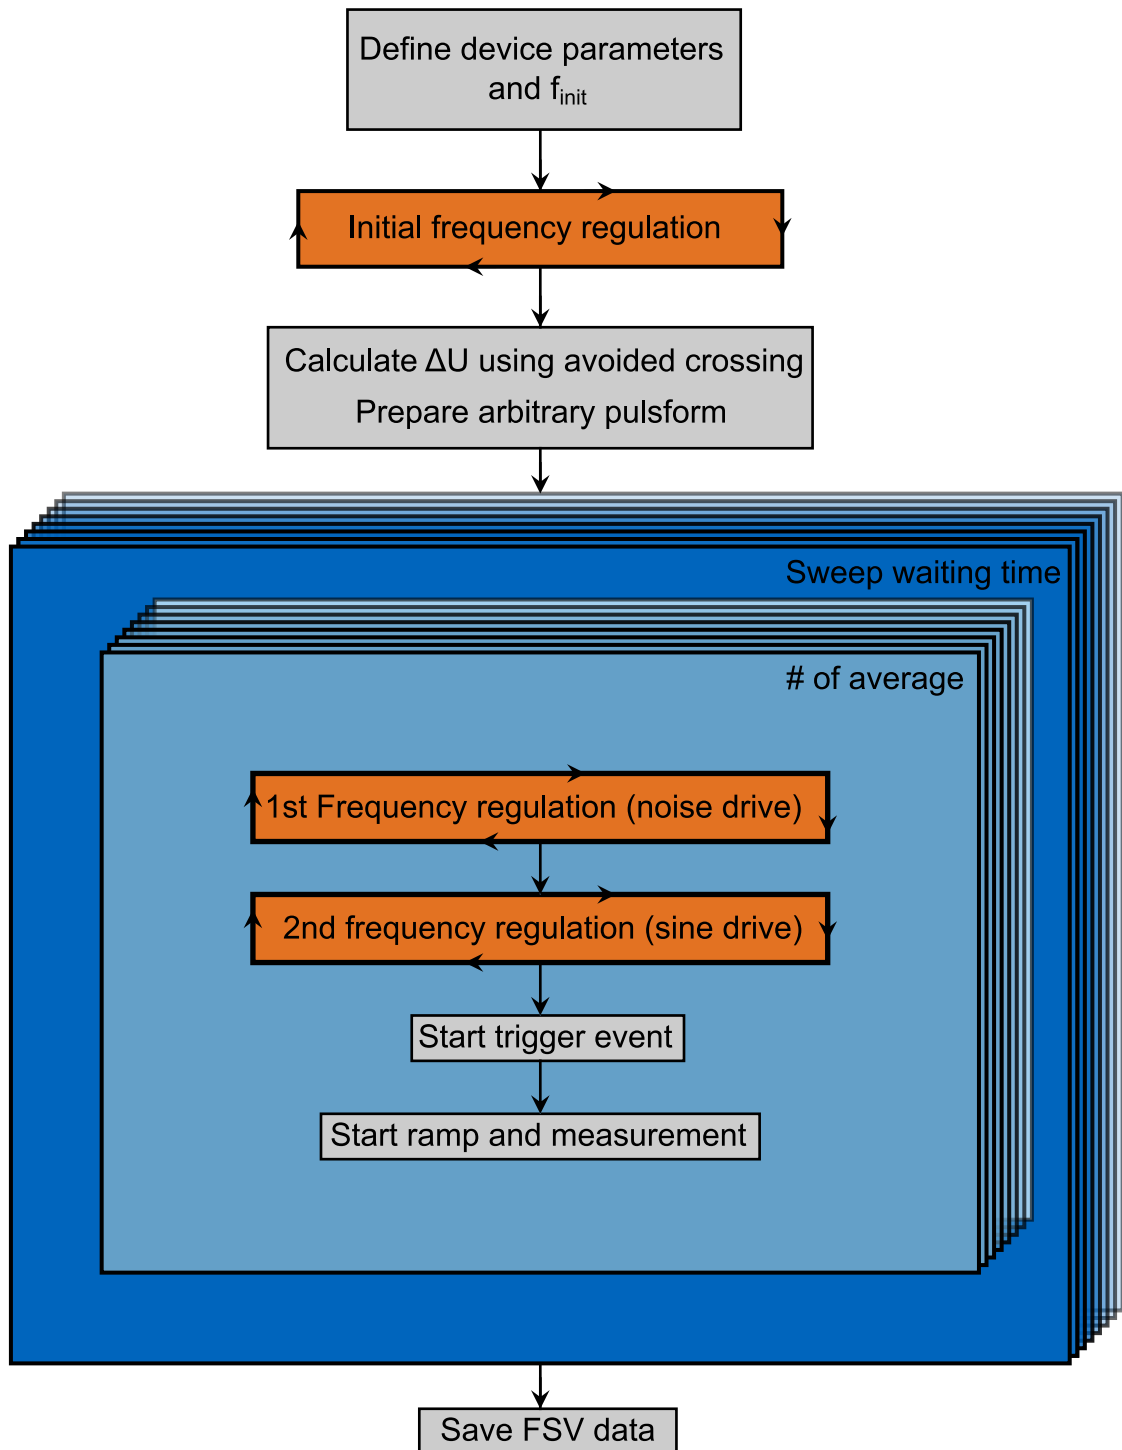 Define device parameters
and f_init
Initial frequency regulation
Calculate ΔU using avoided crossing
Prepare arbitrary pulsform
Sweep waiting time
# of average
1st Frequency regulation (noise drive)
2nd frequency regulation (sine drive)
Start trigger event
Start ramp and measurement
Save FSV data